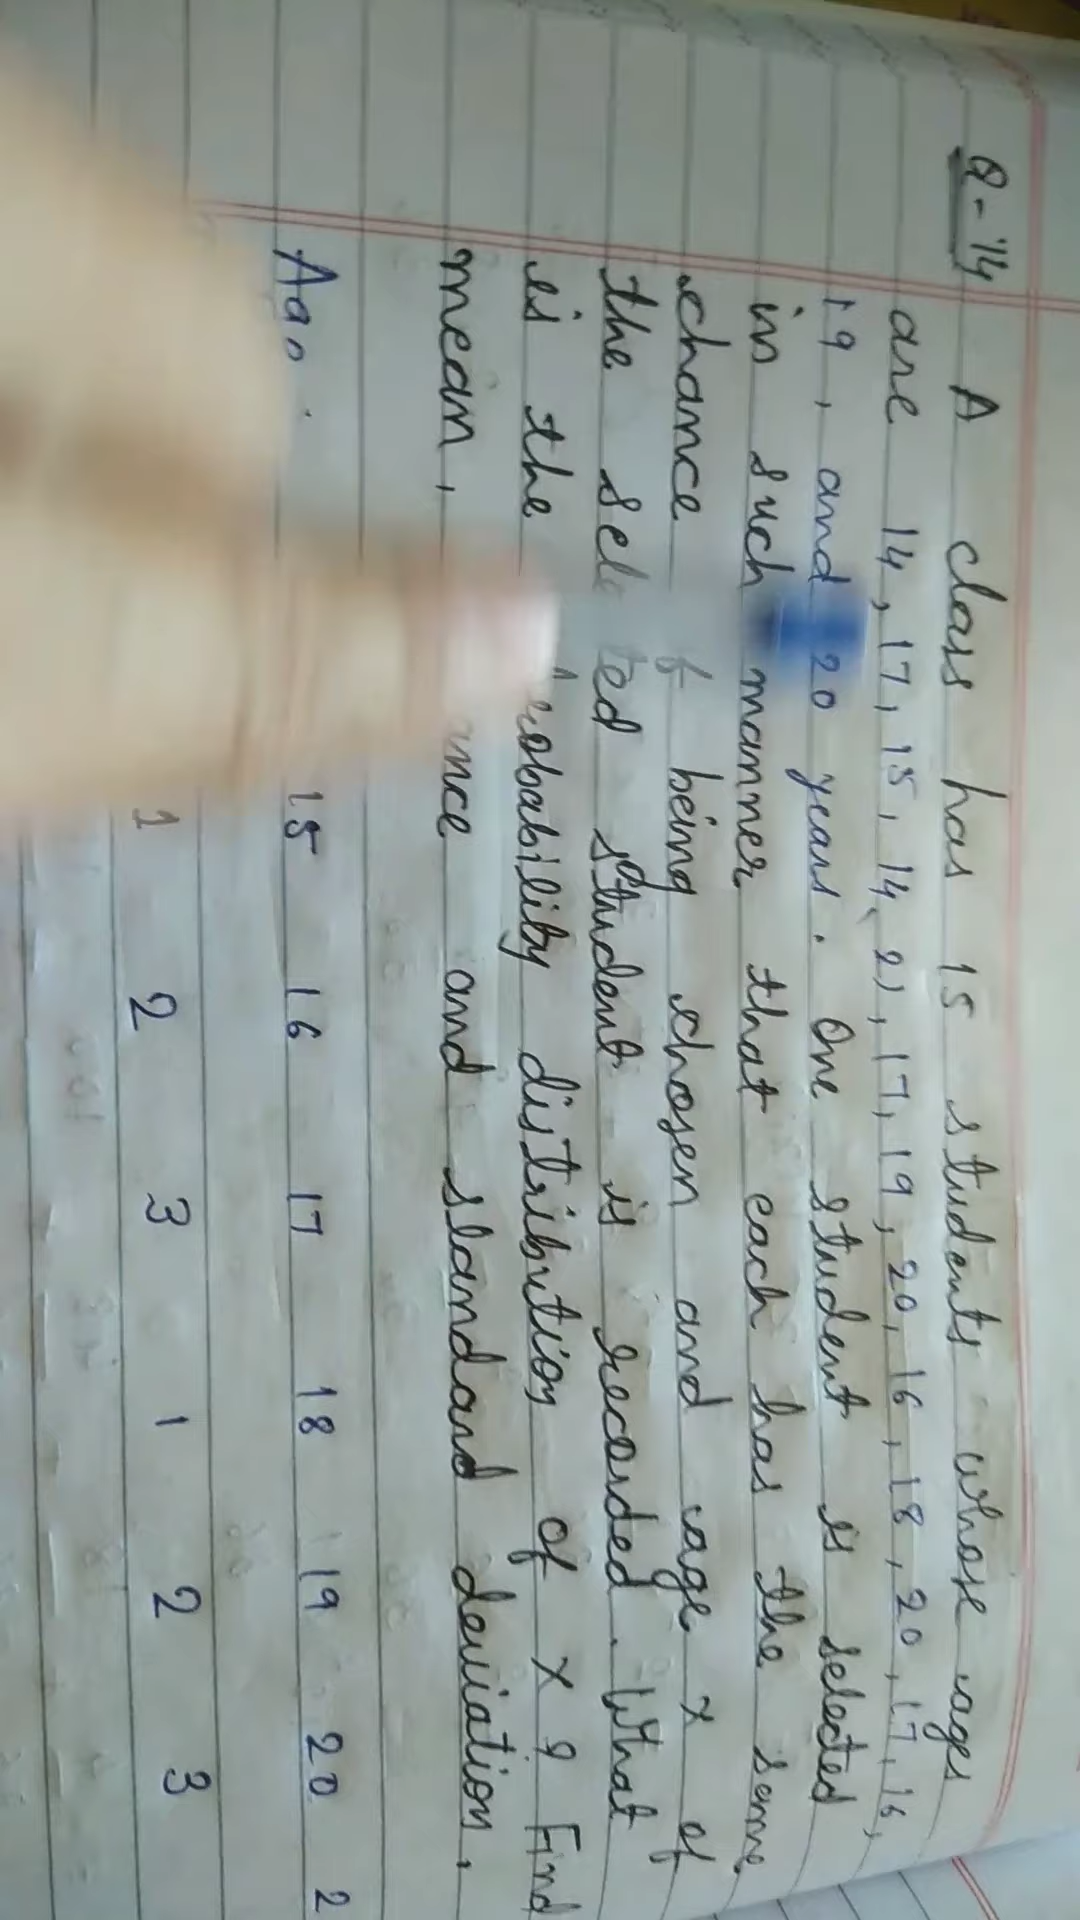 Q-14 A class has 15 students whose ages
are 14, 17, 15, 14, 21, 17, 19, 20, 16, 18, 20, 17, 16,
19, and 20 years. One student is selected
in such manner that each has the same
chance being chosen and age x of
the selected student is recorded. What
is the probability distribution of x ? Find
mean, and slandard deviation.
15 16 17 18 19 20 2
1 2 3 1 2 3